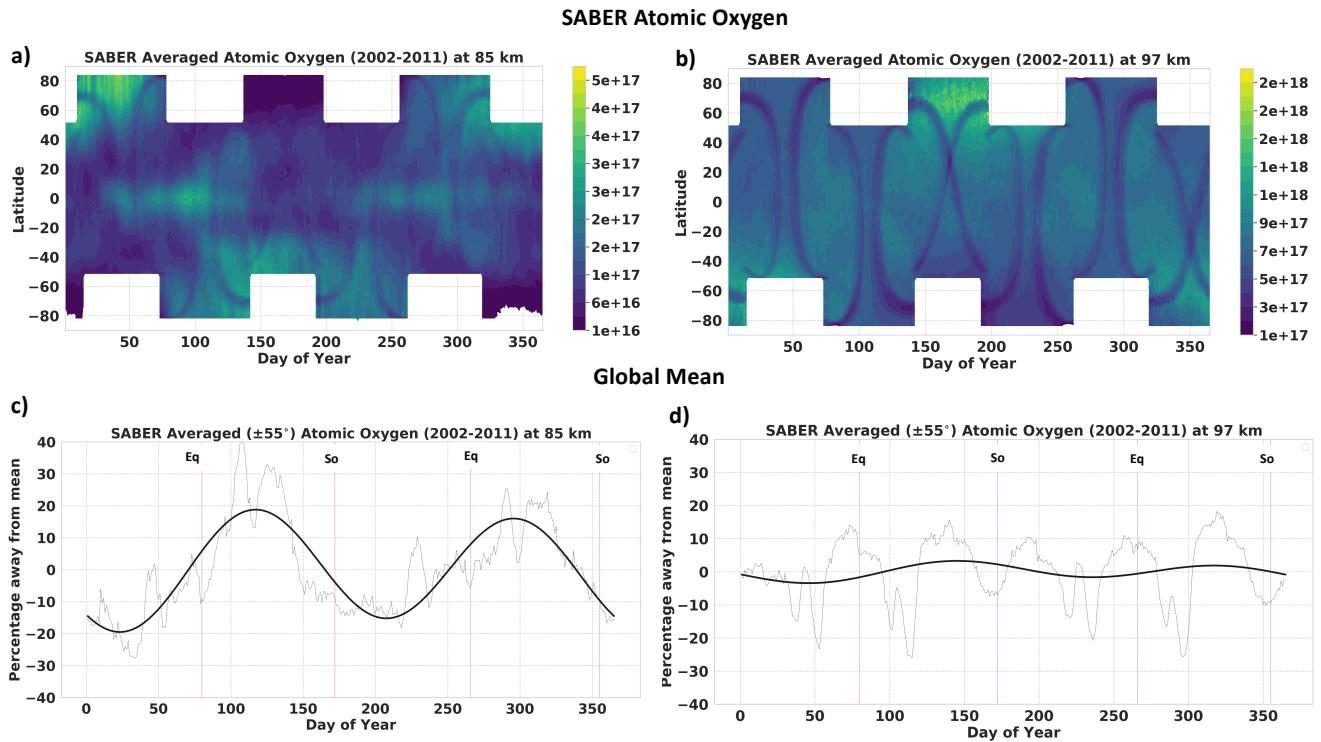 SABER Atomic Oxygen
a)
SABER Averaged Atomic Oxygen (2002-2011) at 85 km
80
60
40
20
0
−20
−40
−60
−80
Latitude
50 100 150 200 250 300 350
Day of Year
5e+17
4e+17
4e+17
3e+17
3e+17
2e+17
2e+17
1e+17
6e+16
1e+16
b)
SABER Averaged Atomic Oxygen (2002-2011) at 97 km
80
60
40
20
0
−20
−40
−60
−80
Latitude
50 100 150 200 250 300 350
Day of Year
2e+18
2e+18
2e+18
1e+18
1e+18
9e+17
7e+17
5e+17
3e+17
1e+17
Global Mean
c)
SABER Averaged (±55°) Atomic Oxygen (2002-2011) at 85 km
Eq So Eq So
40
30
20
10
0
−10
−20
−30
−40
Percentage away from mean
0 50 100 150 200 250 300 350
Day of Year
d)
SABER Averaged (±55°) Atomic Oxygen (2002-2011) at 97 km
Eq So Eq So
40
30
20
10
0
−10
−20
−30
−40
Percentage away from mean
0 50 100 150 200 250 300 350
Day of Year